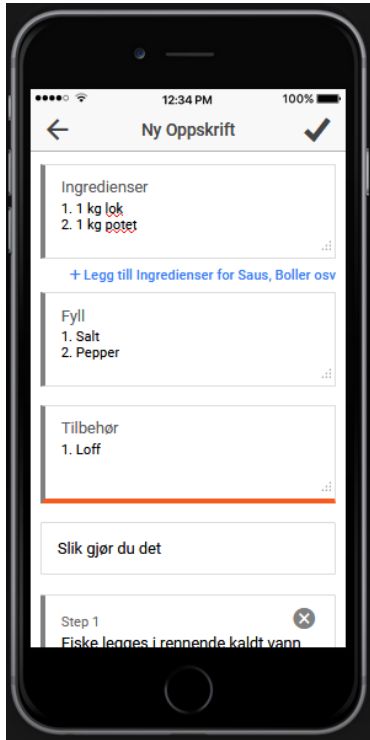 12:34 PM 100%
Ny Oppskrift
Ingredienser
1. 1 kg lok
2. 1 kg potet
+ Legg till Ingredienser for Saus, Boller osv
Fyll
1. Salt
2. Pepper
Tilbehør
1. Loff
Slik gjør du det
Step 1
Fiske legges i rennende kaldt vann